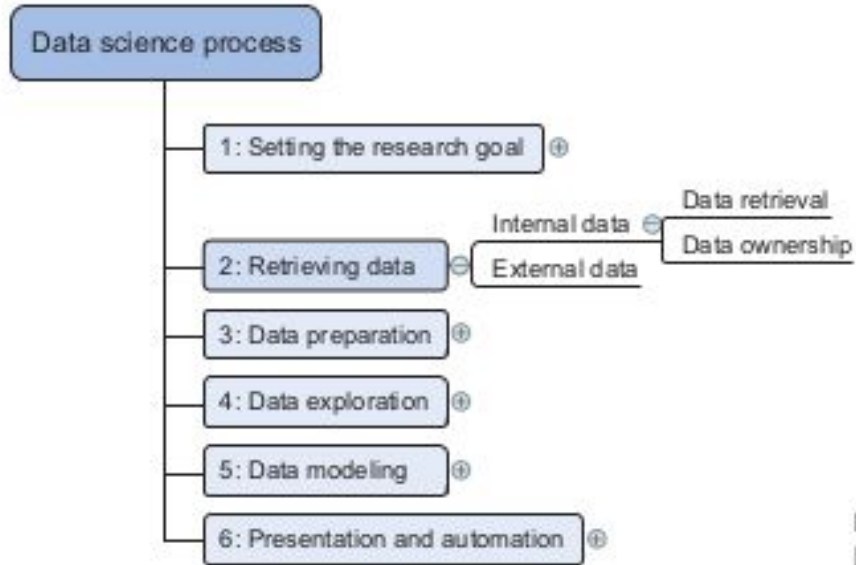 Data science process
1: Setting the research goal
2: Retrieving data
Internal data
External data
Data retrieval
Data ownership
3: Data preparation
4: Data exploration
5: Data modeling
6: Presentation and automation